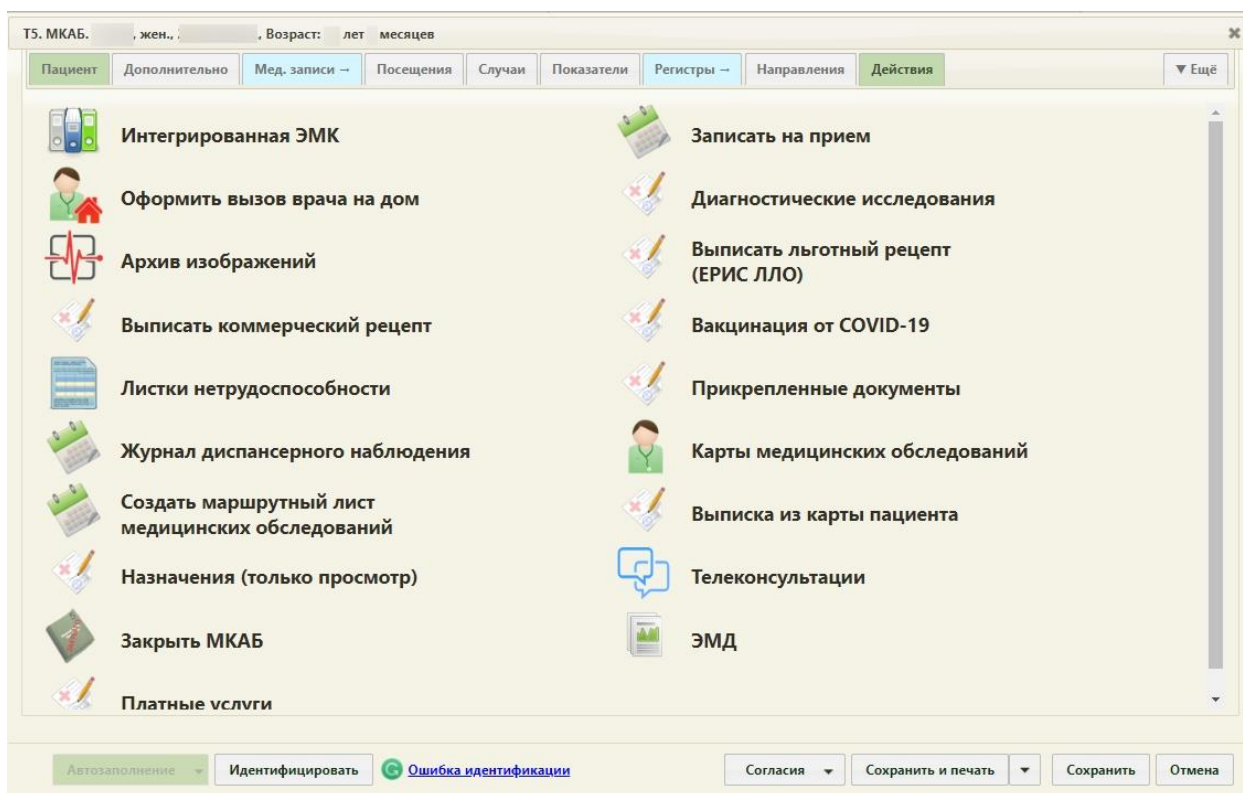 Т5. МКАБ. , жен., , Возраст: лет месяцев
Пациент Дополнительно Мед. записи → Посещения Случаи Показатели Регистры → Направления Действия ▼ Ещё
Интегрированная ЭМК
Записать на прием
Оформить вызов врача на дом
Диагностические исследования
Архив изображений
Выписать льготный рецепт
(ЕРИС ЛЛО)
Выписать коммерческий рецепт
Вакцинация от COVID-19
Листки нетрудоспособности
Прикрепленные документы
Журнал диспансерного наблюдения
Карты медицинских обследований
Создать маршрутный лист
медицинских обследований
Выписка из карты пациента
Назначения (только просмотр)
Телеконсультации
Закрыть МКАБ
ЭМД
Платные услуги
Автозаполнение Идентифицировать Ошибка идентификации Согласия Сохранить и печать Сохранить Отмена